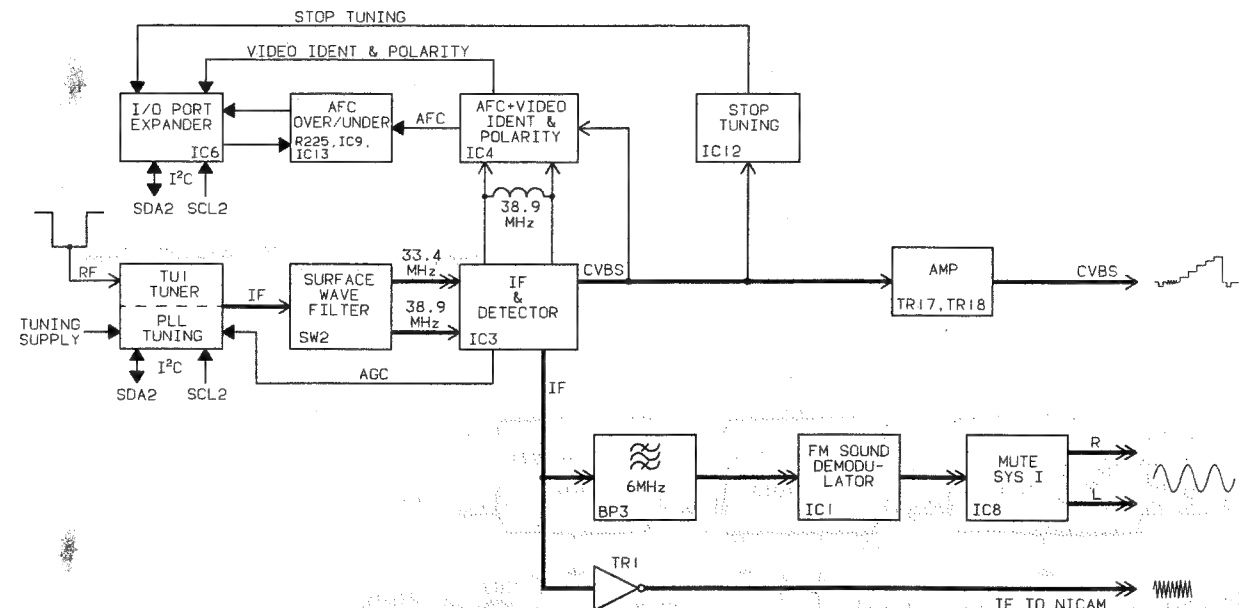 STOP TUNING
VIDEO IDENT & POLARITY
I/O PORT
EXPANDER
IC6
AFC
OVER/UNDER
R225,IC9,
IC13
AFC
AFC+VIDEO
IDENT &
POLARITY
IC4
STOP
TUNING
IC12
I²C
SDA2
SCL2
38.9
MHz
RF
TU1
TUNER
PLL
TUNING
TUNING
SUPPLY
I²C
SDA2
SCL2
IF
SURFACE
WAVE
FILTER
SW2
33.4
MHz
38.9
MHz
IF
&
DETECTOR
IC3
AGC
CVBS
AMP
TR17,TR18
CVBS
IF
6MHz
BP3
FM SOUND
DEMODU-
LATOR
IC1
MUTE
SYS I
IC8
R
L
TR1
IF TO NICAM